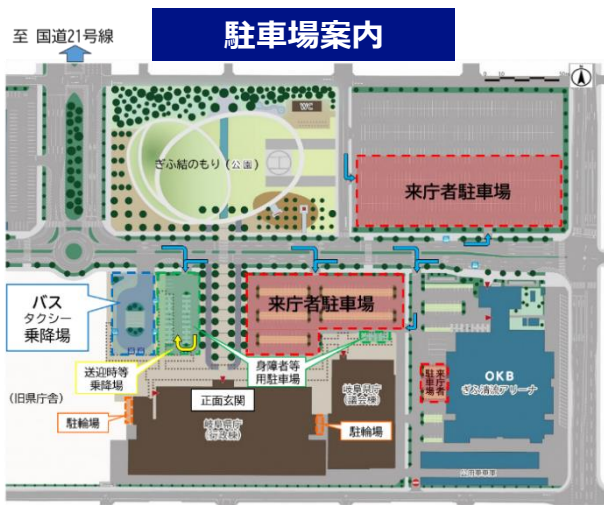 駐車場案内
至 国道21号線
WC
ぎふ結のもり(公園)
来庁者駐車場
バス
タクシー
乗降場
来庁者駐車場
送迎時等
乗降場
身障者等
用駐車場
来庁者
駐車場
OKB
ぎふ清流アリーナ
(旧県庁舎)
正面玄関
岐阜県庁
(議会棟)
駐輪場
岐阜県庁
(行政棟)
駐輪場